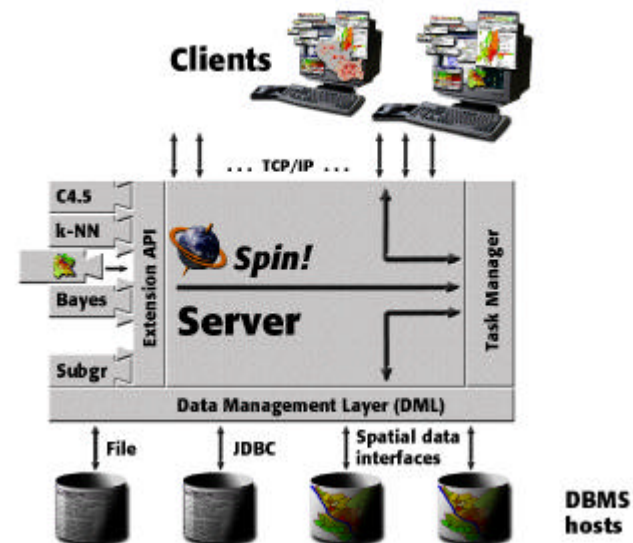 Clients
. . . TCP/IP . . .
C4.5
k-NN
Bayes
Subgr
Extension API
Spin!
Server
Task Manager
Data Management Layer (DML)
File
JDBC
Spatial data
interfaces
DBMS
hosts